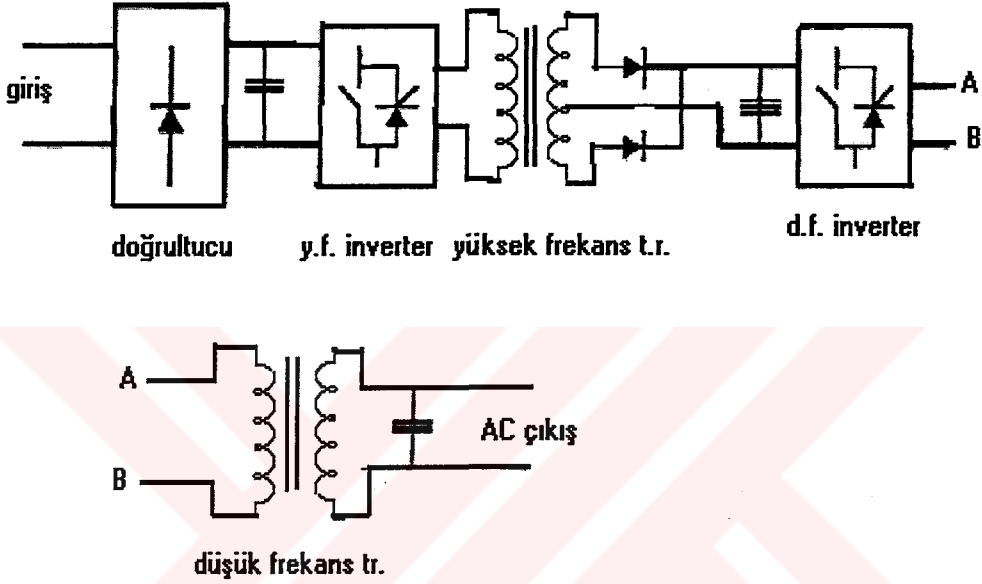 giriş
A
B
doğrultucu
y.f. inverter
yüksek frekans t.r.
d.f. inverter
A
B
AC çıkış
düşük frekans tr.